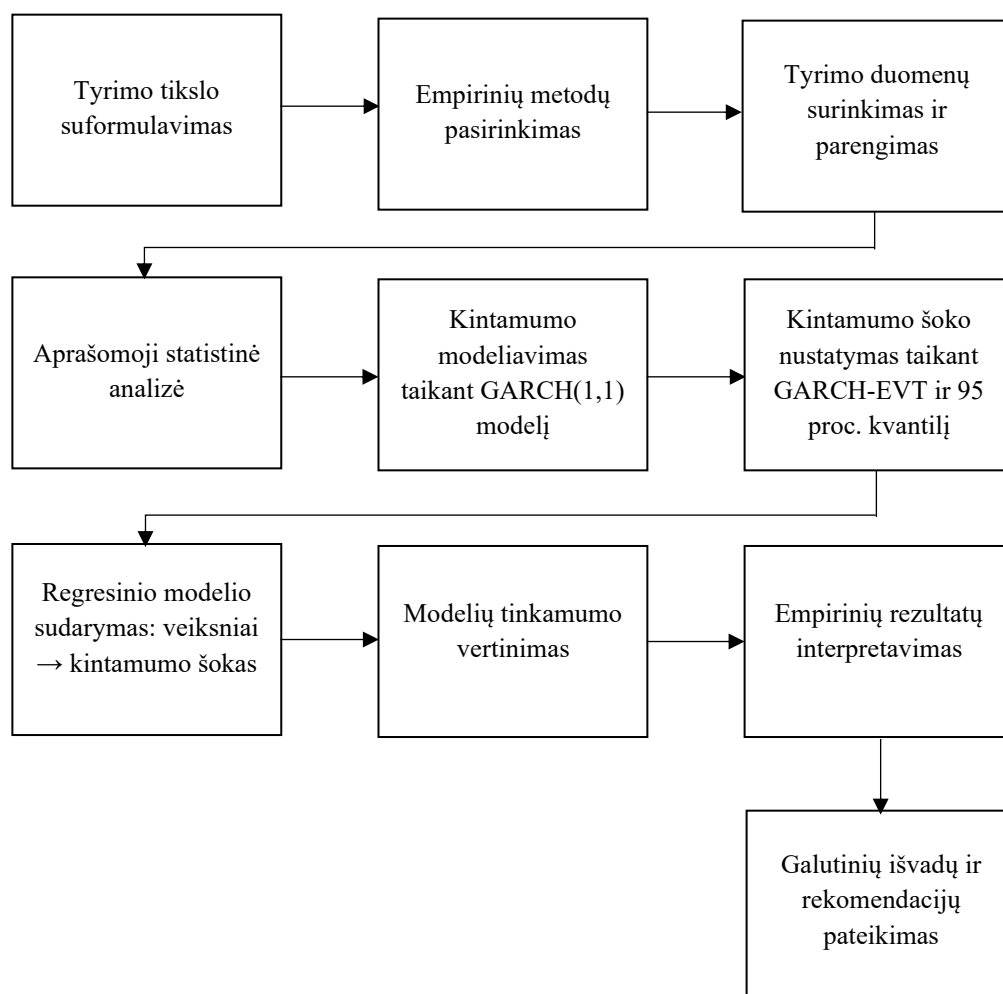 Tyrimo tikslo
suformulavimas
Empirinių metodų
pasirinkimas
Tyrimo duomenų
surinkimas ir
parengimas
Aprašomoji statistinė
analizė
Kintamumo
modeliavimas
taikant GARCH(1,1)
modelį
Kintamumo šoko
nustatymas taikant
GARCH-EVT ir 95
proc. kvantilį
Regresinio modelio
sudarymas: veiksniai
→ kintamumo šokas
Modelių tinkamumo
vertinimas
Empirinių rezultatų
interpretavimas
Galutinių išvadų ir
rekomendacijų
pateikimas